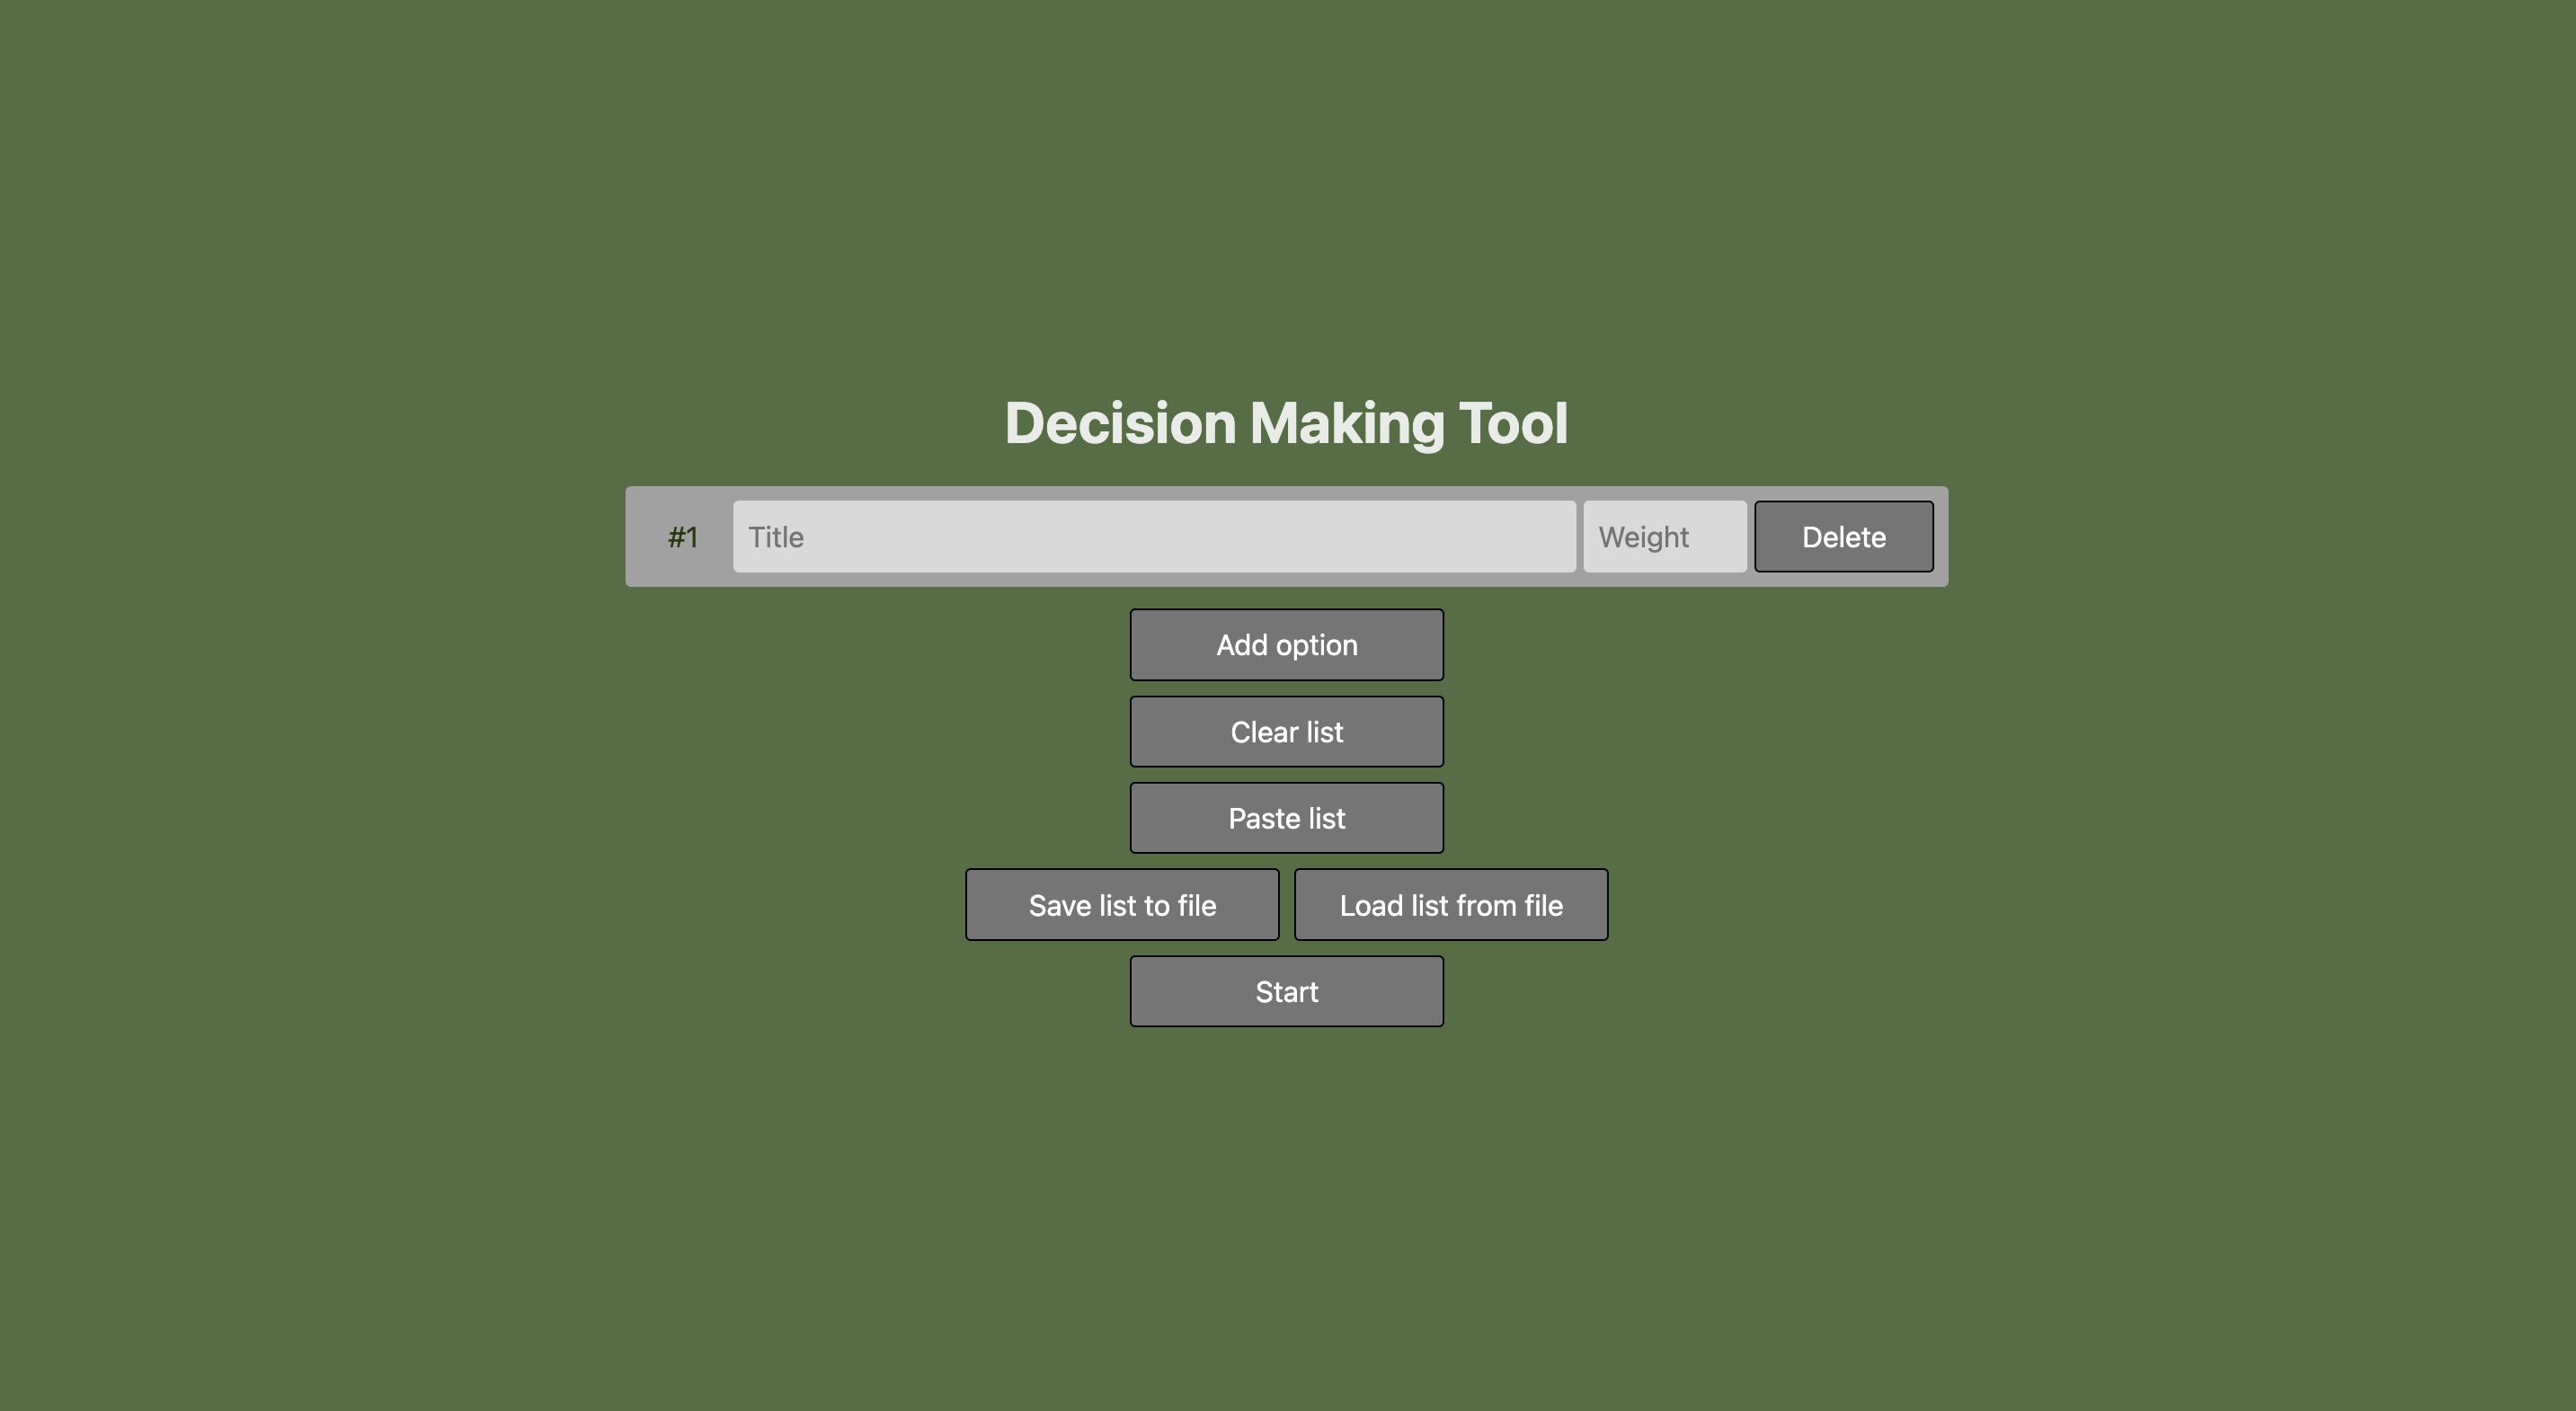 Decision Making Tool
#1 Title Weight Delete
Add option
Clear list
Paste list
Save list to file Load list from file
Start